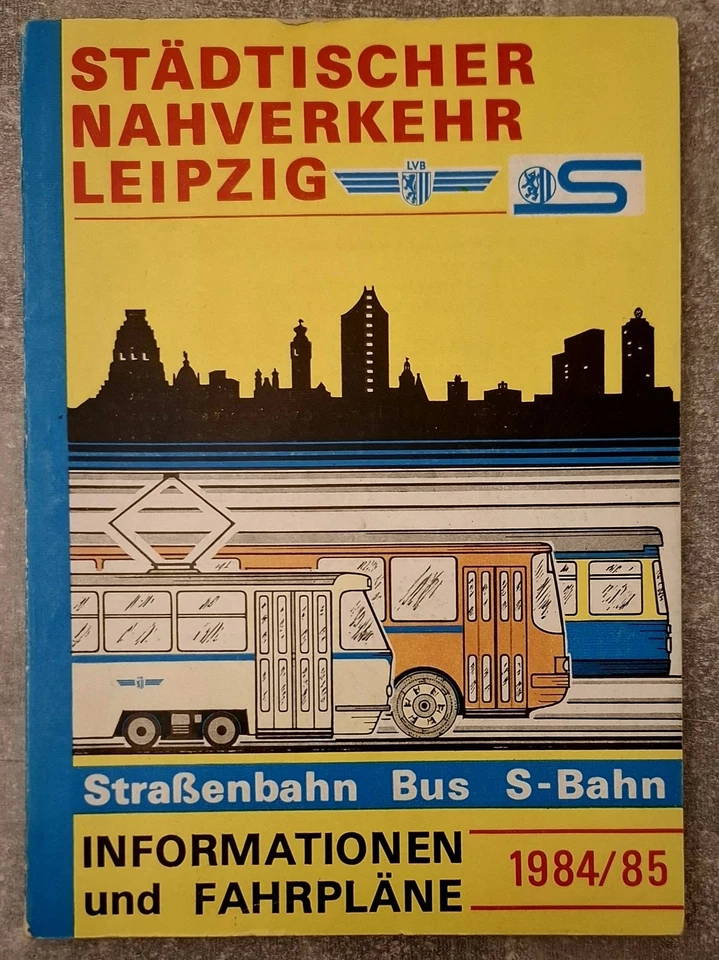 STÄDTISCHER
NAHVERKEHR
LEIPZIG
LVB
S
Straßenbahn Bus S-Bahn
INFORMATIONEN
und FAHRPLÄNE
1984/85